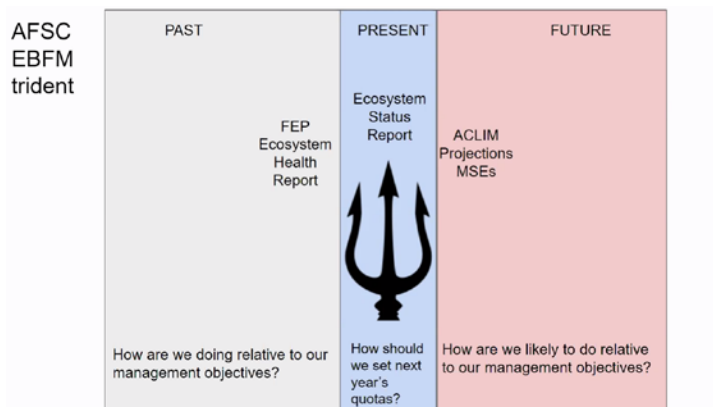 AFSC
EBFM
trident
PAST
PRESENT
FUTURE
FEP
Ecosystem
Health
Report
Ecosystem
Status
Report
ACLIM
Projections
MSEs
How are we doing relative to our
management objectives?
How should
we set next
year's
quotas?
How are we likely to do relative
to our management objectives?